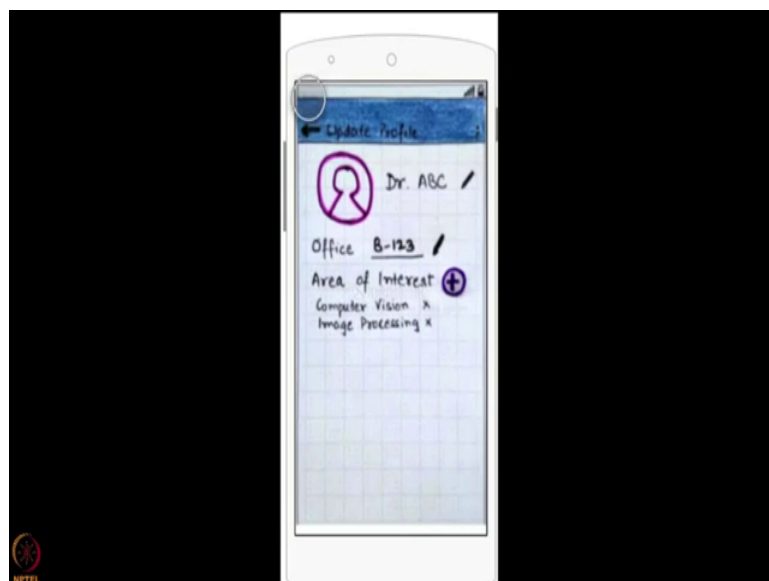 Update Profile
Dr. ABC
Office B-123
Area of Interest
Computer Vision x
Image Processing x
NPTEL